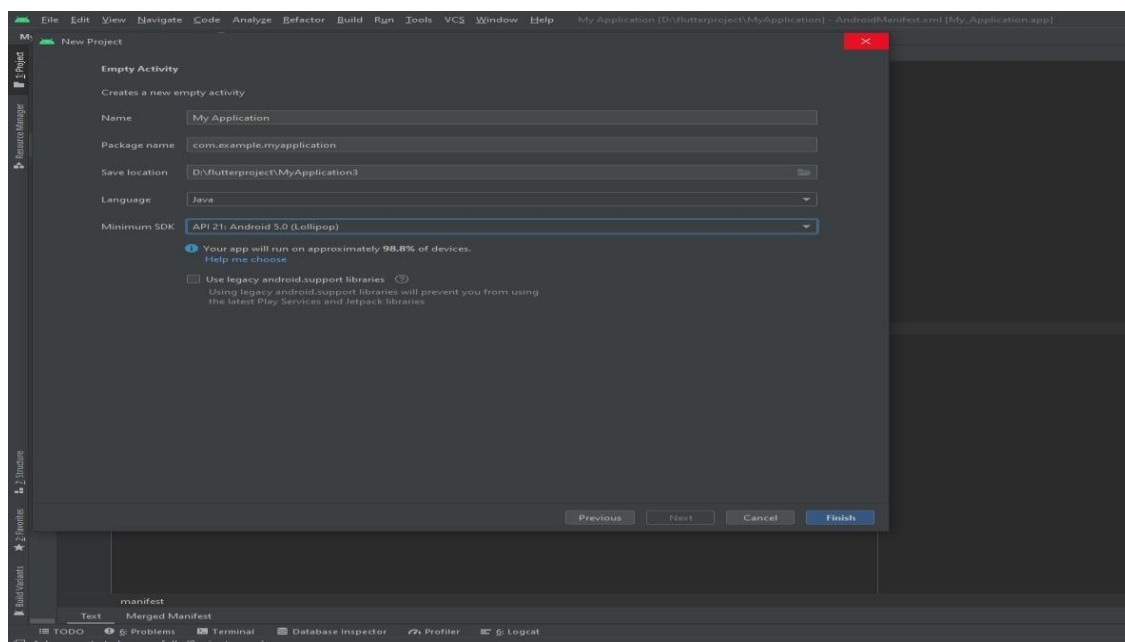 File Edit View Navigate Code Analyze Refactor Build Run Tools VCS Window Help My Application [D:\flutterproject\MyApplication] - AndroidManifest.xml [My_Application.app]
New Project
1: Project
Resource Manager
Empty Activity
Creates a new empty activity
Name My Application
Package name com.example.myapplication
Save location D:\flutterproject\MyApplication3
Language Java
Minimum SDK API 21: Android 5.0 (Lollipop)
Your app will run on approximately 98.8% of devices.
Help me choose
Use legacy android.support libraries
Using legacy android.support libraries will prevent you from using
the latest Play Services and Jetpack libraries
Z: Structure
2: Favorites
Build Variants
Previous Next Cancel Finish
manifest
Text Merged Manifest
TODO 6: Problems Terminal Database Inspector Profiler 6: Logcat